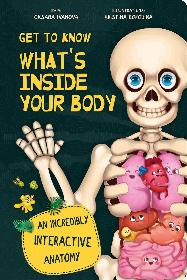 OKSANA IVANOVA
GET TO KNOW
WHAT'S
INSIDE
YOUR BODY
AN INCREDIBLY
INTERACTIVE
ANATOMY